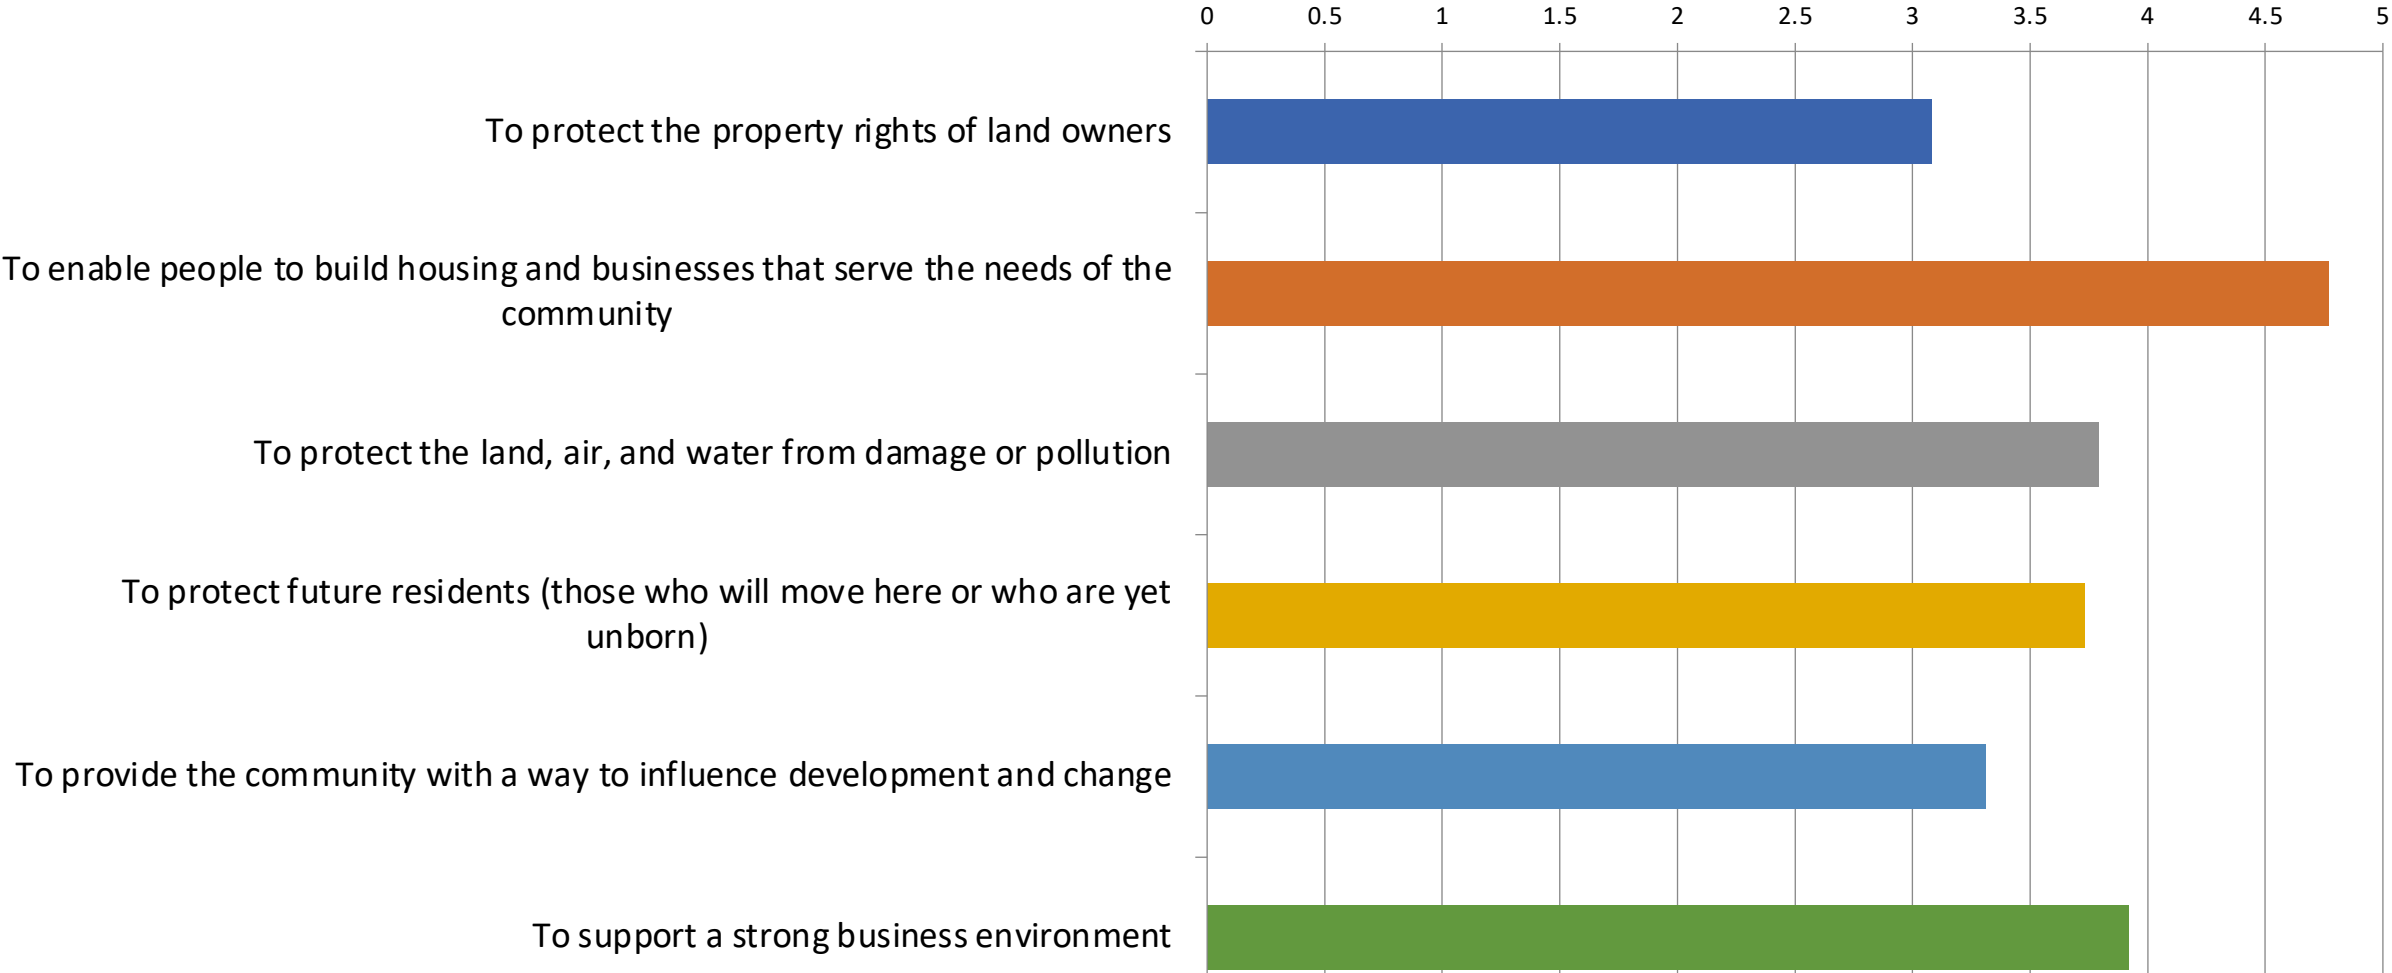 0 0.5 1 1.5 2 2.5 3 3.5 4 4.5 5
To protect the property rights of land owners
To enable people to build housing and businesses that serve the needs of the
community
To protect the land, air, and water from damage or pollution
To protect future residents (those who will move here or who are yet
unborn)
To provide the community with a way to influence development and change
To support a strong business environment